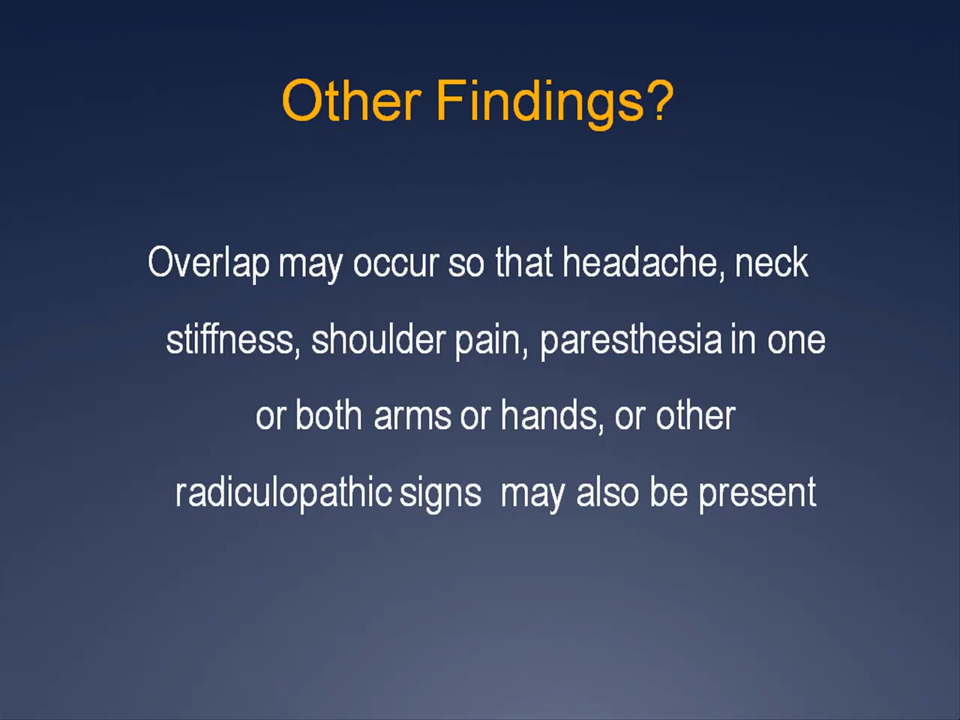 Other Findings?
Overlap may occur so that headache, neck
stiffness, shoulder pain, paresthesia in one
or both arms or hands, or other
radiculopathic signs  may also be present